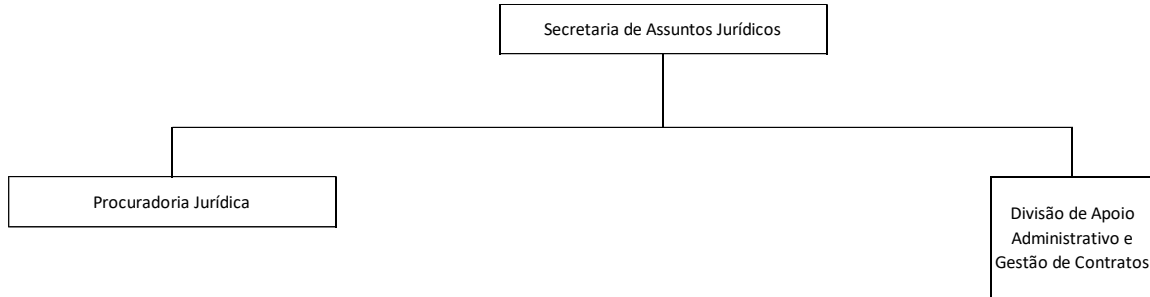 Secretaria de Assuntos Jurídicos
Procuradoria Jurídica
Divisão de Apoio
Administrativo e
Gestão de Contratos